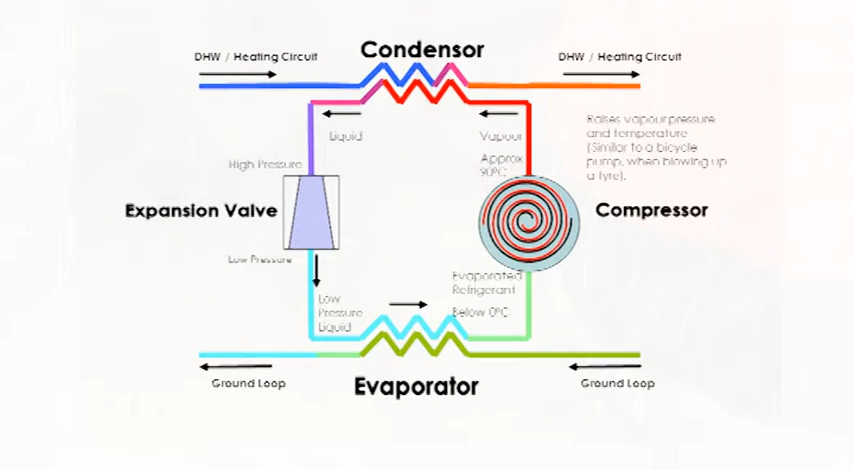 Condensor
DHW / Heating Circuit
DHW / Heating Circuit
Liquid
Vapour
Raises vapour pressure
and temperature
(Similar to a bicycle
pump, when blowing up
a tyre).
High Pressure
Approx
90ºC
Expansion Valve
Compressor
Low Pressure
Evaporated
Refrigerant
Below 0ºC
Low
Pressure
Liquid
Ground Loop
Evaporator
Ground Loop